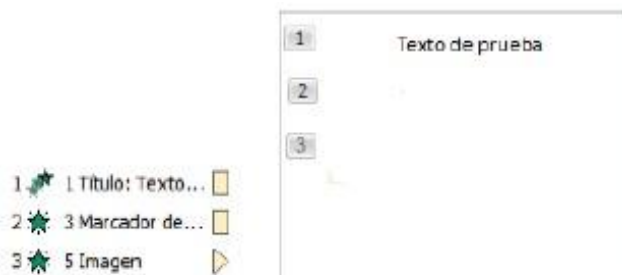 1 Texto de prueba
2
3
1 1 Título: Texto...
2 3 Marcador de...
3 5 Imagen